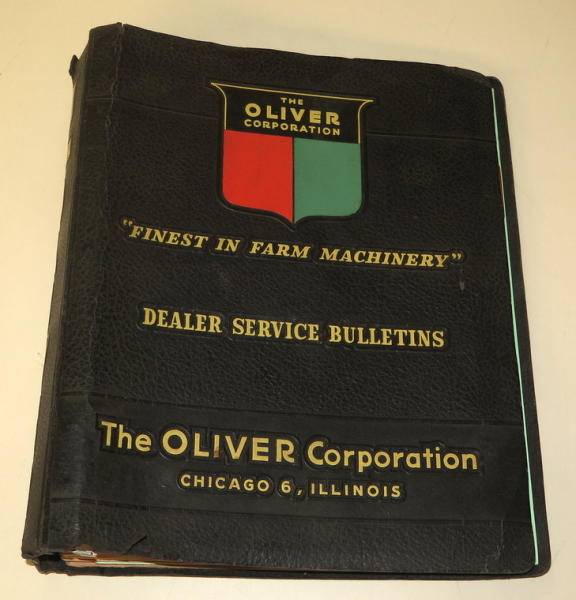 THE
OLIVER
CORPORATION
"FINEST IN FARM MACHINERY"
DEALER SERVICE BULLETINS
The OLIVER Corporation
CHICAGO 6, ILLINOIS